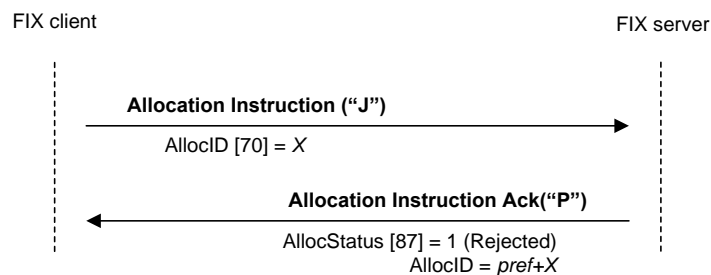 FIX client
FIX server
Allocation Instruction (“J”)
AllocID [70] = X
Allocation Instruction Ack(“P”)
AllocStatus [87] = 1 (Rejected)
AllocID = pref+X